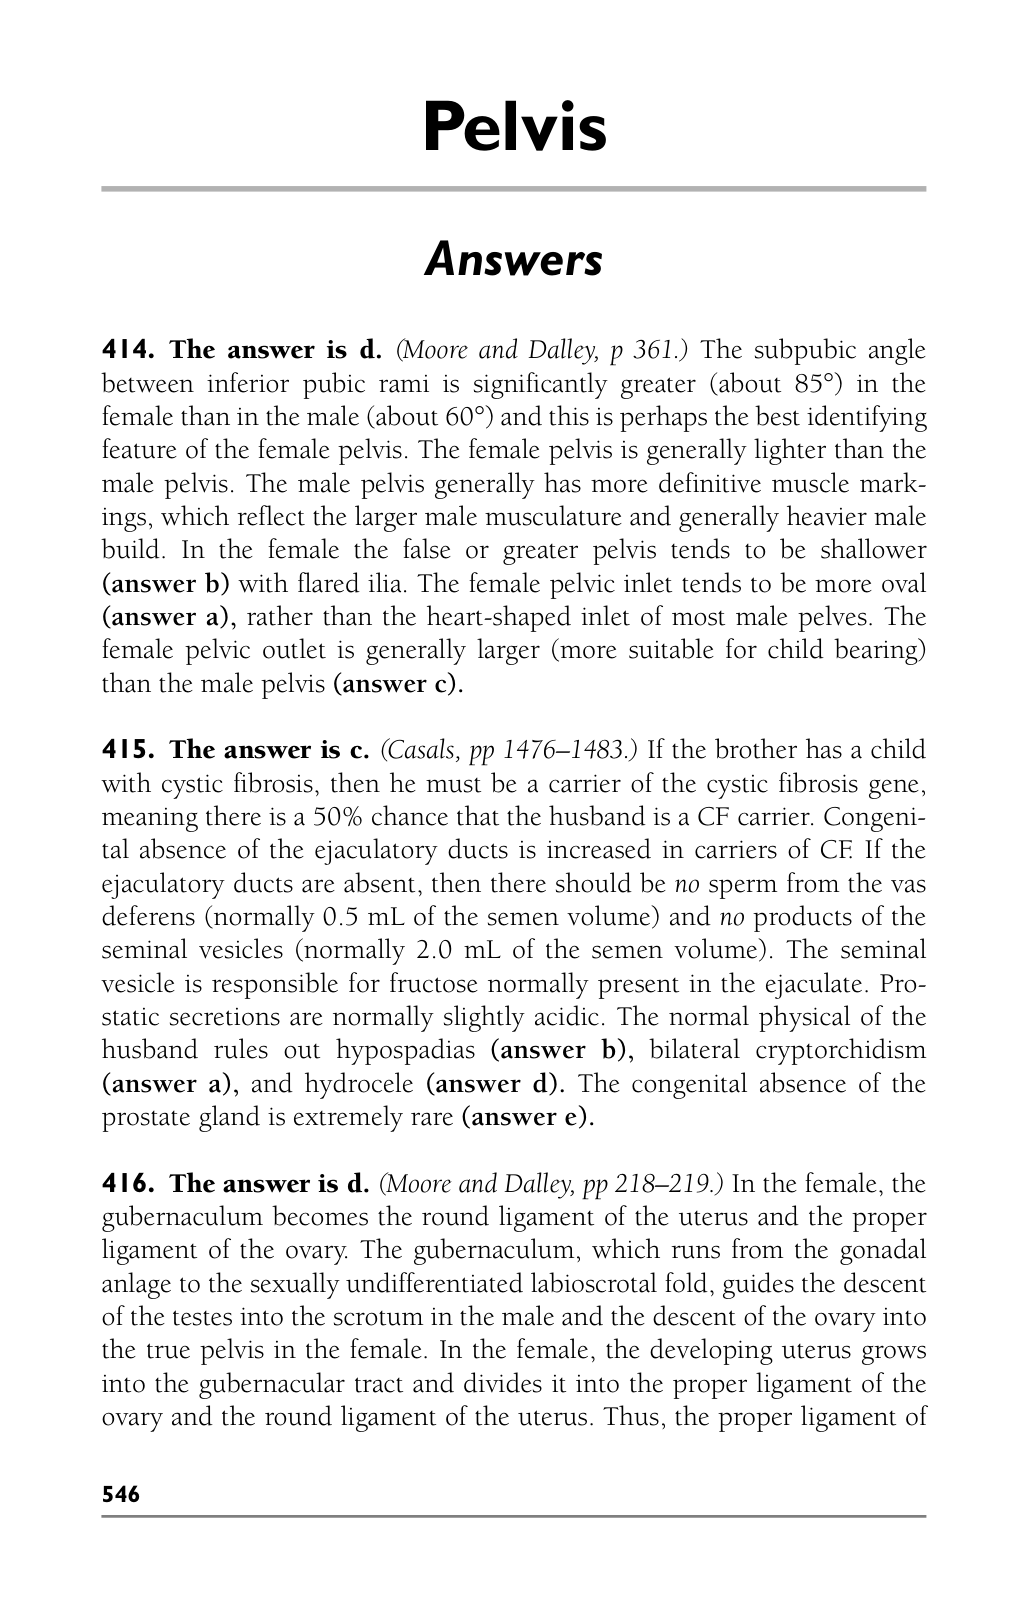 Pelvis
Answers
414. The answer is d. (Moore and Dalley, p 361.) The subpubic angle
between inferior pubic rami is significantly greater (about 85°) in the
female than in the male (about 60°) and this is perhaps the best identifying
feature of the female pelvis. The female pelvis is generally lighter than the
male pelvis. The male pelvis generally has more definitive muscle mark-
ings, which reflect the larger male musculature and generally heavier male
build. In the female the false or greater pelvis tends to be shallower
(answer b) with flared ilia. The female pelvic inlet tends to be more oval
(answer a), rather than the heart-shaped inlet of most male pelves. The
female pelvic outlet is generally larger (more suitable for child bearing)
than the male pelvis (answer c).
415. The answer is c. (Casals, pp 1476–1483.) If the brother has a child
with cystic fibrosis, then he must be a carrier of the cystic fibrosis gene,
meaning there is a 50% chance that the husband is a CF carrier. Congeni-
tal absence of the ejaculatory ducts is increased in carriers of CF. If the
ejaculatory ducts are absent, then there should be no sperm from the vas
deferens (normally 0.5 mL of the semen volume) and no products of the
seminal vesicles (normally 2.0 mL of the semen volume). The seminal
vesicle is responsible for fructose normally present in the ejaculate. Pro-
static secretions are normally slightly acidic. The normal physical of the
husband rules out hypospadias (answer b), bilateral cryptorchidism
(answer a), and hydrocele (answer d). The congenital absence of the
prostate gland is extremely rare (answer e).
416. The answer is d. (Moore and Dalley, pp 218–219.) In the female, the
gubernaculum becomes the round ligament of the uterus and the proper
ligament of the ovary. The gubernaculum, which runs from the gonadal
anlage to the sexually undifferentiated labioscrotal fold, guides the descent
of the testes into the scrotum in the male and the descent of the ovary into
the true pelvis in the female. In the female, the developing uterus grows
into the gubernacular tract and divides it into the proper ligament of the
ovary and the round ligament of the uterus. Thus, the proper ligament of
546